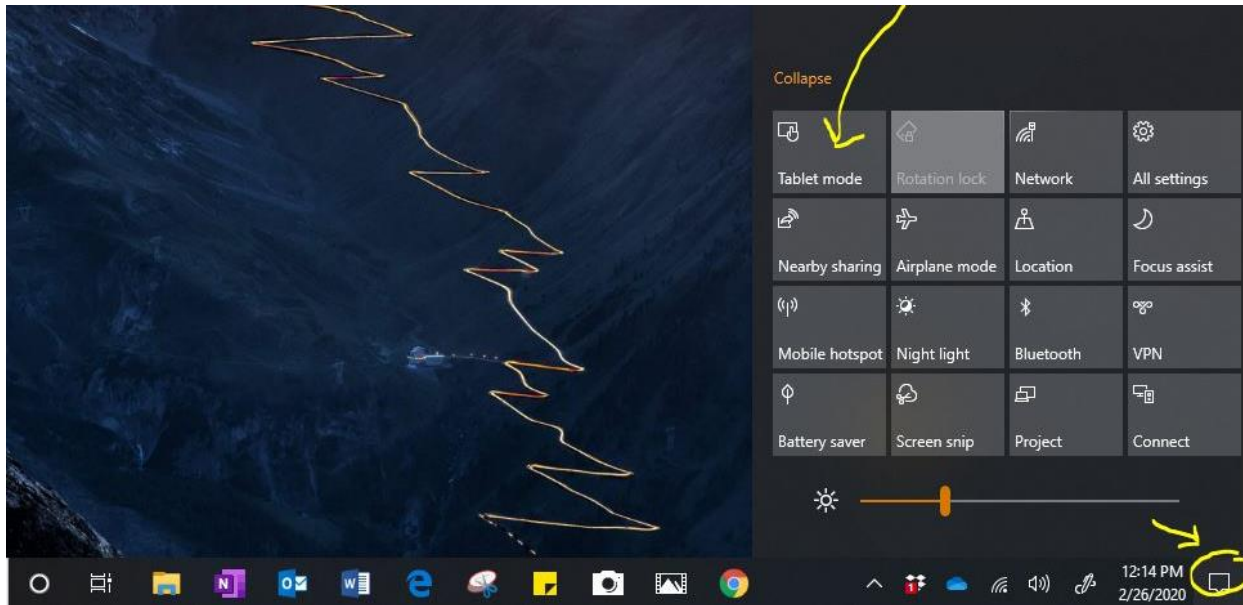 Collapse
Tablet mode Rotation lock Network All settings
Nearby sharing Airplane mode Location Focus assist
Mobile hotspot Night light Bluetooth VPN
Battery saver Screen snip Project Connect
12:14 PM
2/26/2020
N
O
W
1